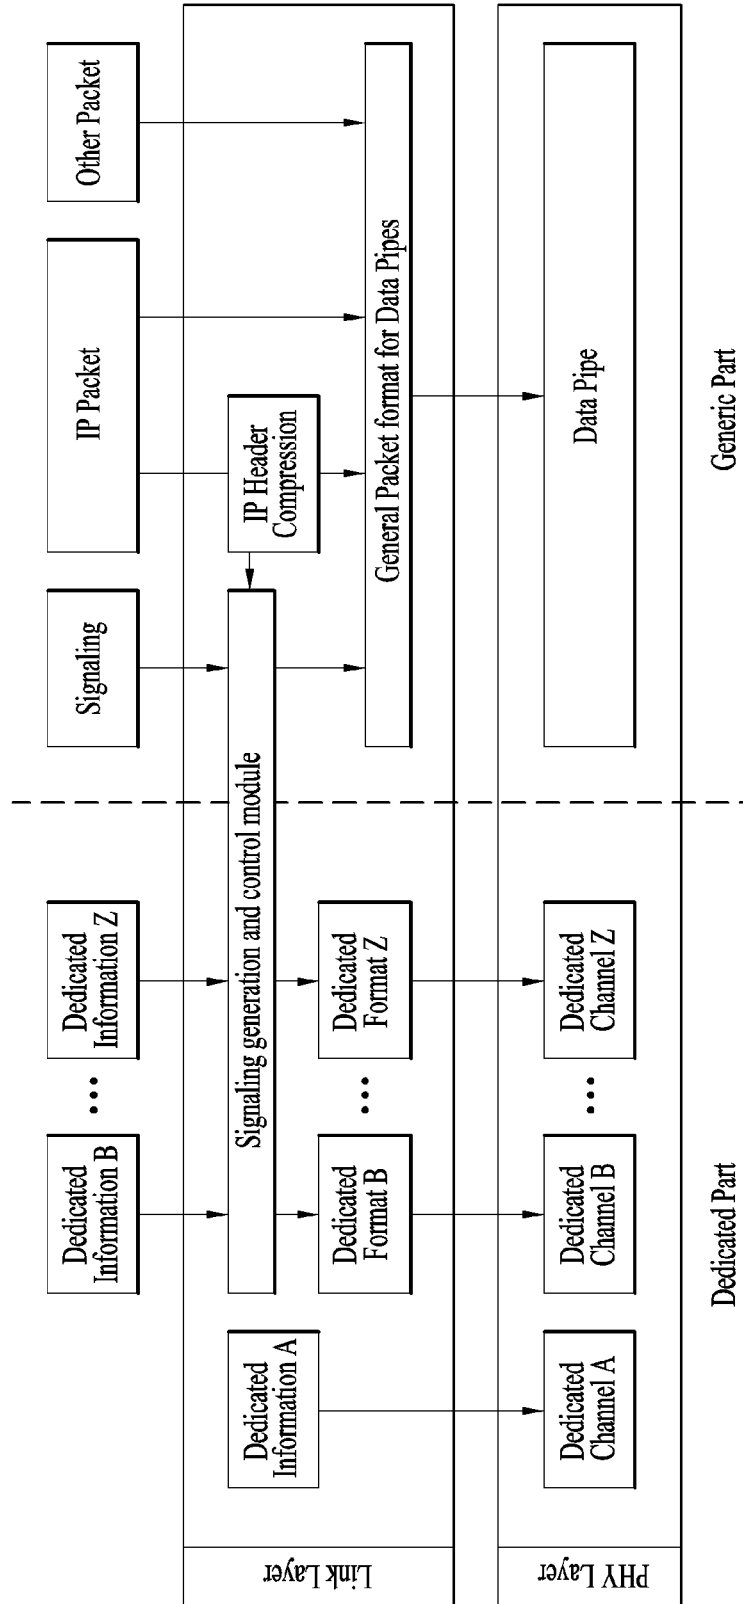 Dedicated
Information B
•••
Dedicated
Information Z
Signaling
IP Packet
Other Packet
Link Layer
Dedicated
Information A
Signaling generation and control module
IP Header
Compression
Dedicated
Format B
•••
Dedicated
Format Z
General Packet format for Data Pipes
PHY Layer
Dedicated
Channel A
Dedicated
Channel B
•••
Dedicated
Channel Z
Data Pipe
Dedicated Part
Generic Part